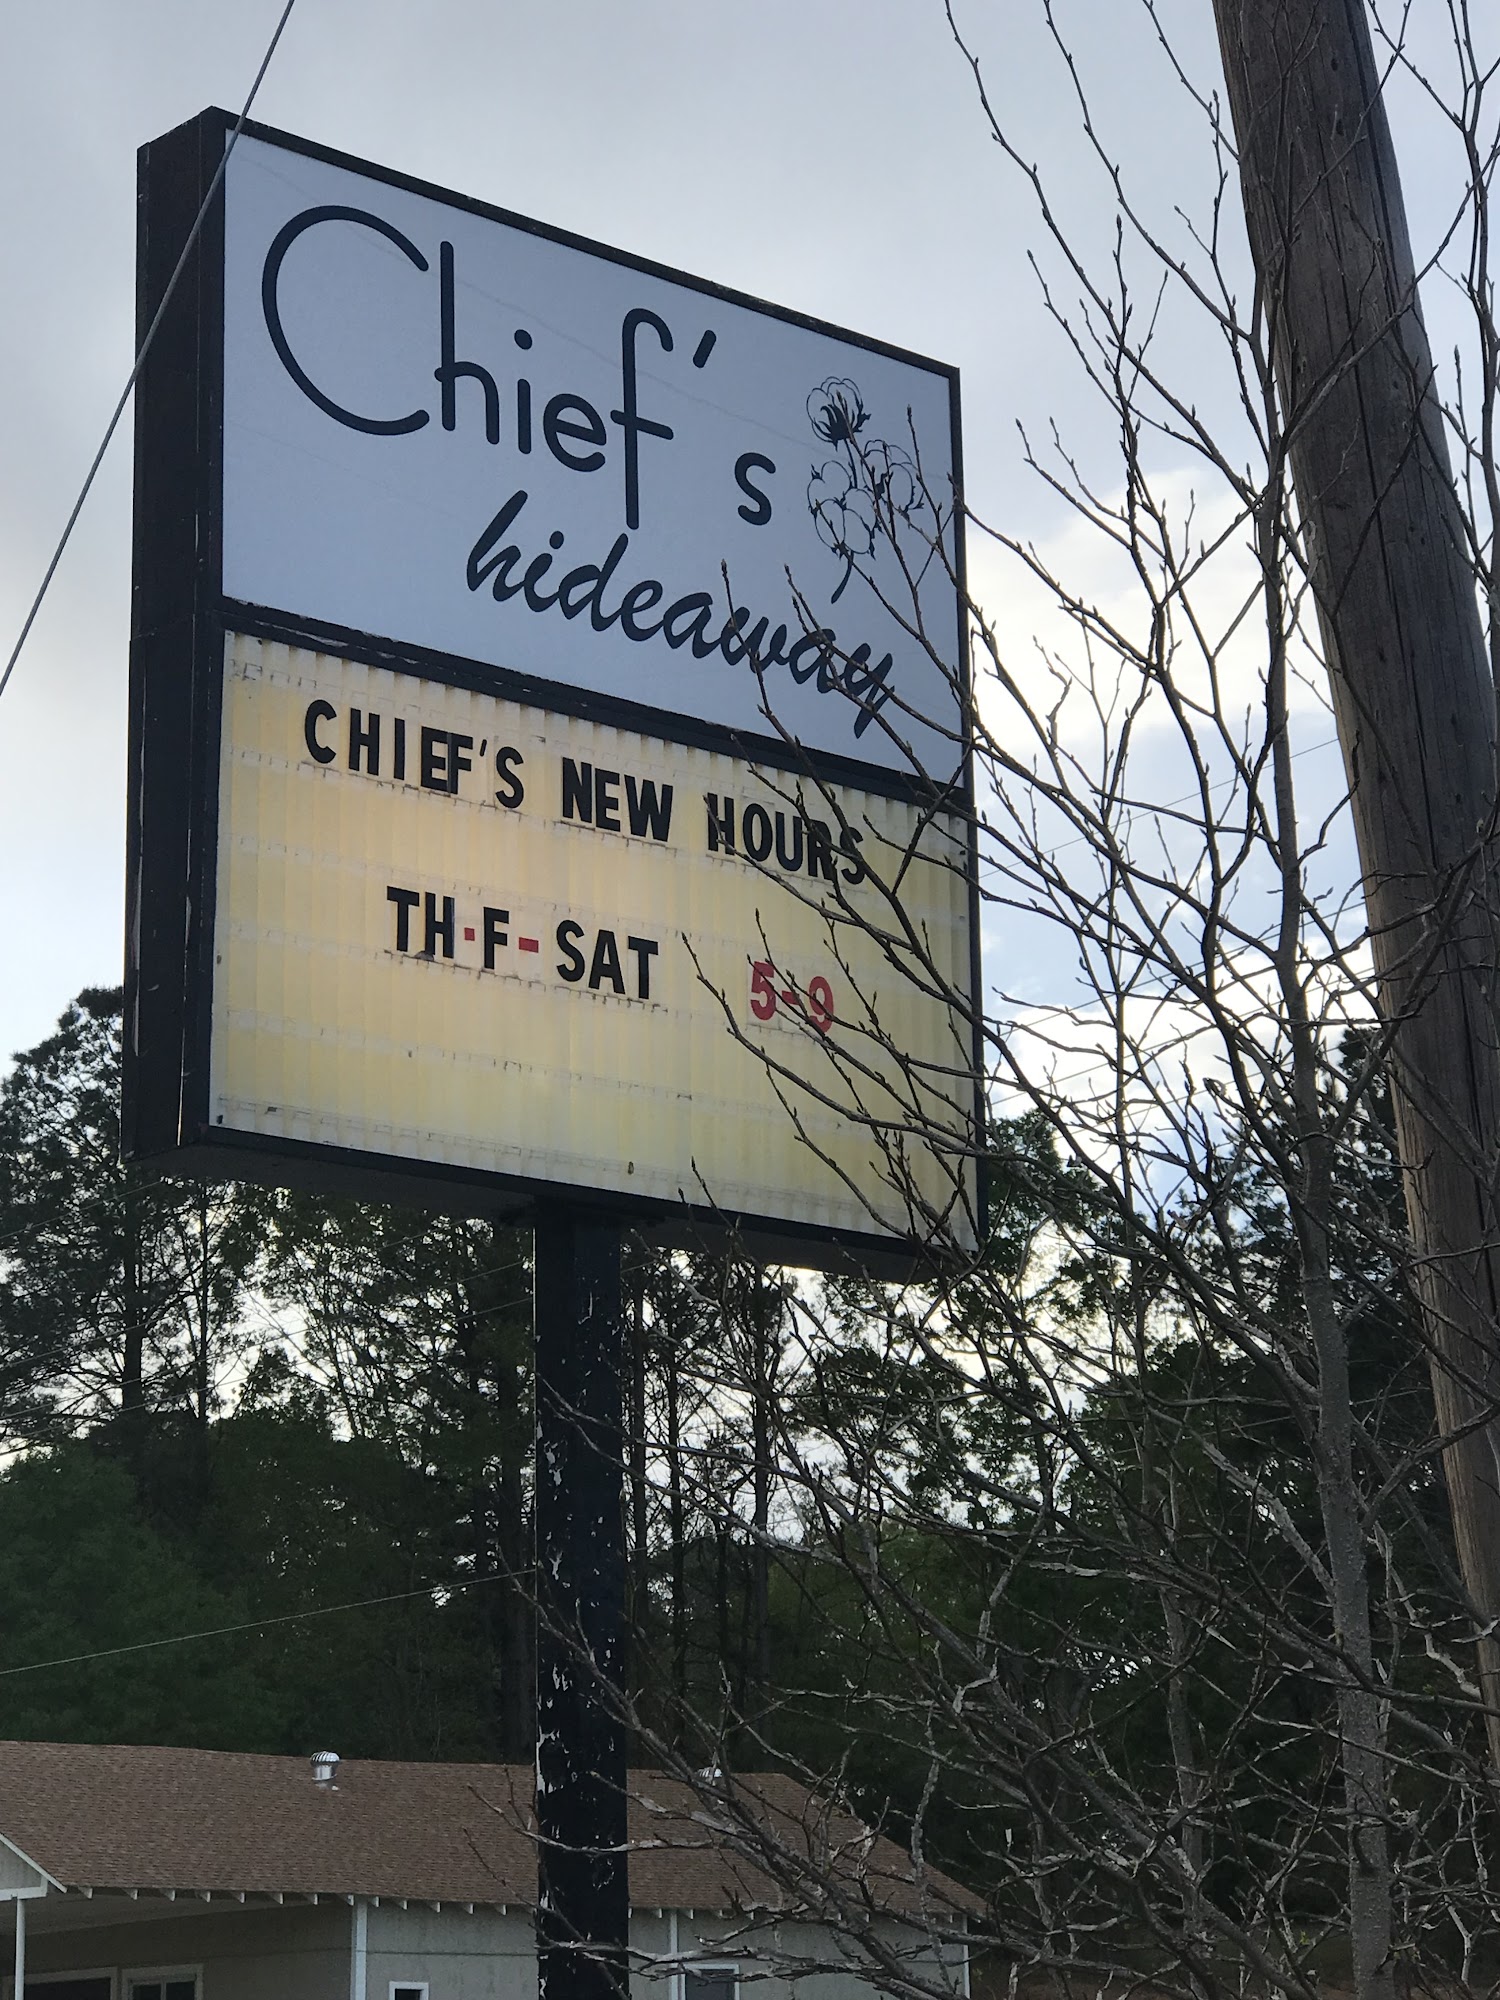 Chief's
hideaway
CHIEF'S NEW HOURS
TH-F-SAT 5-9